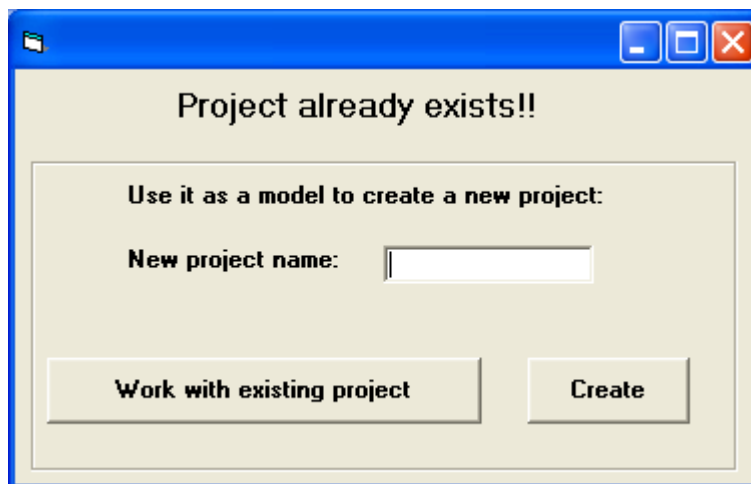 Project already exists!!
Use it as a model to create a new project:
New project name:
Work with existing project
Create